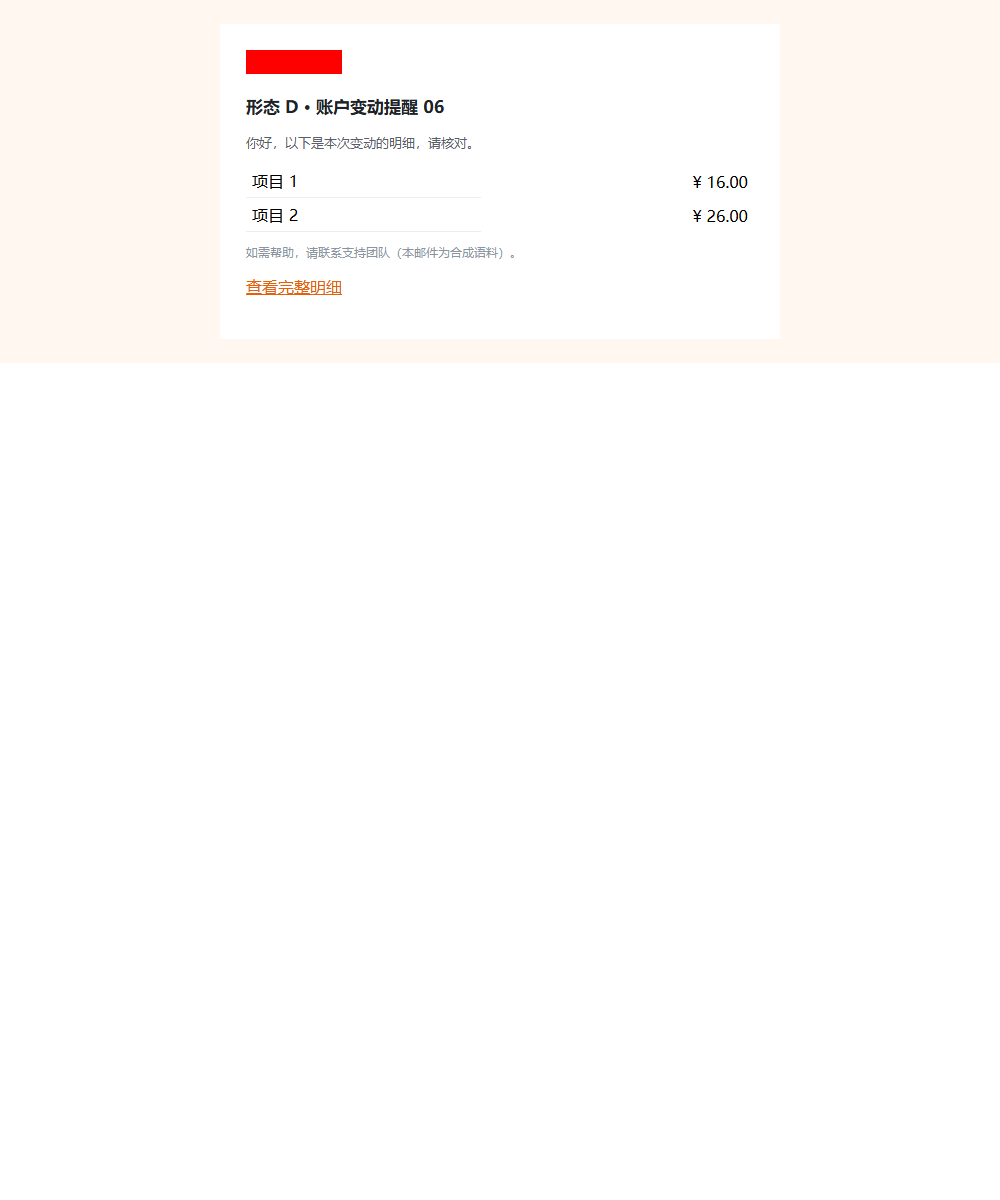 形态 D • 账户变动提醒 06
你好，以下是本次变动的明细，请核对。
项目 1 ¥ 16.00
项目 2 ¥ 26.00
如需帮助，请联系支持团队（本邮件为合成语料）。
查看完整明细